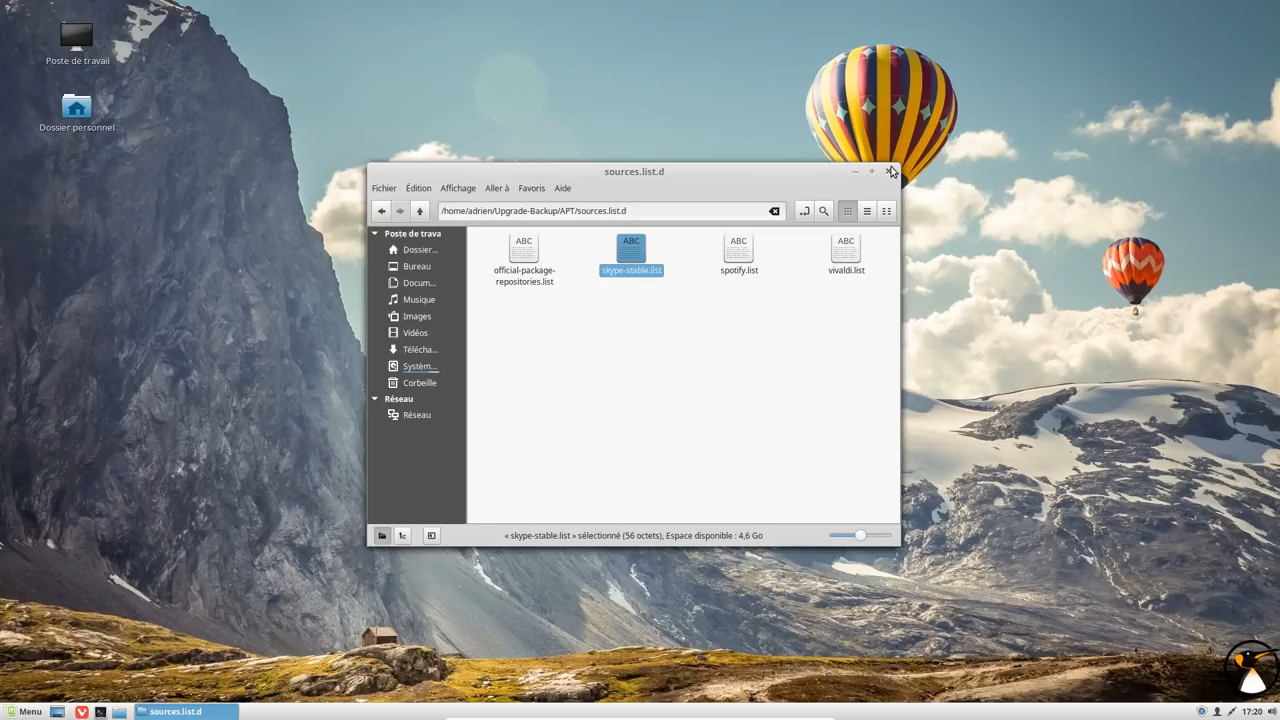 Poste de travail
Dossier personnel
sources.list.d
Fichier Édition Affichage Aller à Favoris Aide
/home/adrien/Upgrade-Backup/APT/sources.list.d
Poste de trava
Dossier...
Bureau
Docum...
Musique
Images
Vidéos
Télécha...
Systèm...
Corbeille
Réseau
Réseau
ABC
official-package-
repositories.list
ABC
skype-stable.list
ABC
spotify.list
ABC
vivaldi.list
« skype-stable.list » sélectionné (56 octets), Espace disponible : 4,6 Go
Menu
sources.list.d
17:20